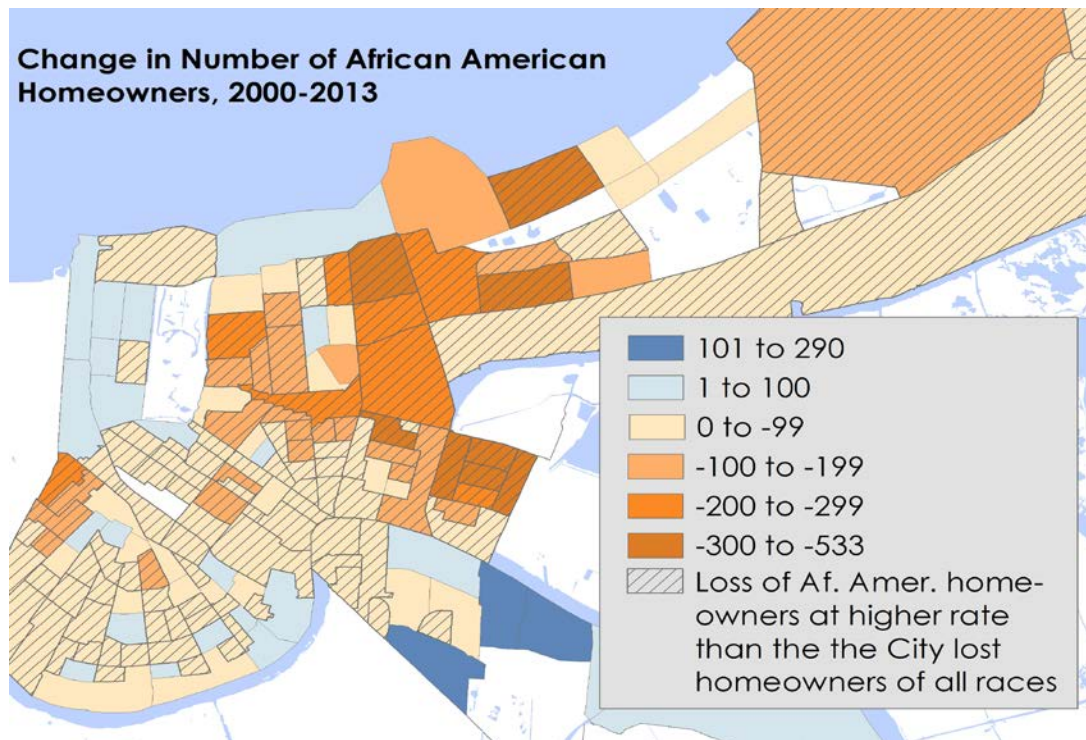 Change in Number of African American
Homeowners, 2000-2013
101 to 290
1 to 100
0 to -99
-100 to -199
-200 to -299
-300 to -533
Loss of Af. Amer. home-
owners at higher rate
than the the City lost
homeowners of all races